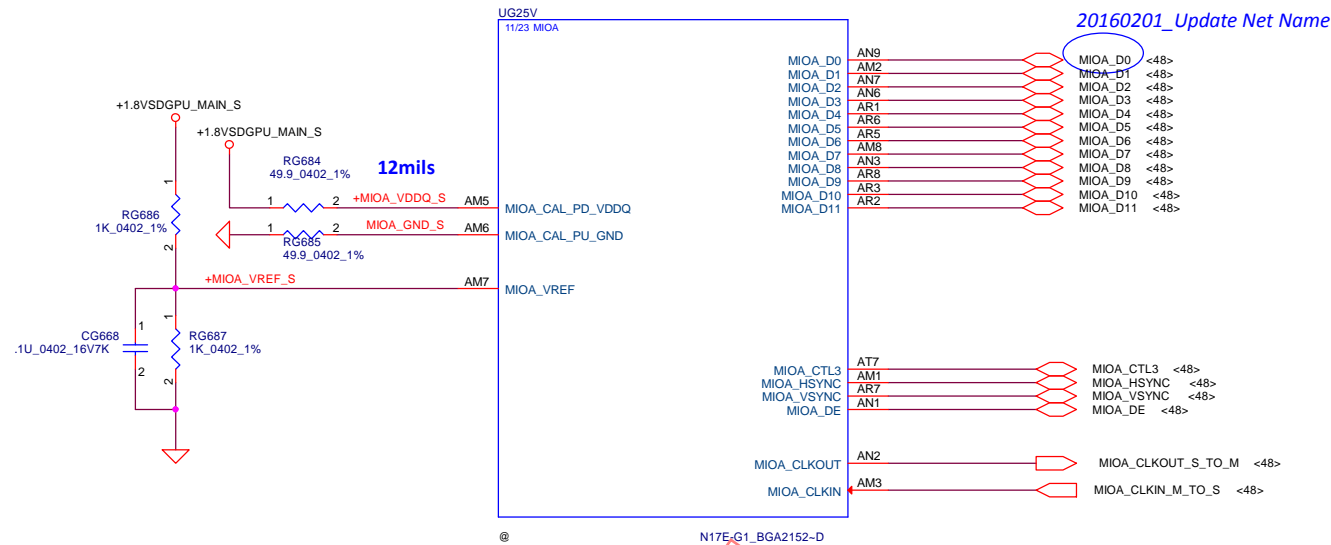 UG25V
11/23 MIOA
20160201_Update Net Name
MIOA_D0 AN9 MIOA_D0 <48>
MIOA_D1 AM2 MIOA_D1 <48>
MIOA_D2 AN7 MIOA_D2 <48>
MIOA_D3 AN6 MIOA_D3 <48>
MIOA_D4 AR1 MIOA_D4 <48>
MIOA_D5 AR6 MIOA_D5 <48>
MIOA_D6 AR5 MIOA_D6 <48>
MIOA_D7 AM8 MIOA_D7 <48>
MIOA_D8 AN3 MIOA_D8 <48>
MIOA_D9 AR8 MIOA_D9 <48>
MIOA_D10 AR3 MIOA_D10 <48>
MIOA_D11 AR2 MIOA_D11 <48>
+1.8VSDGPU_MAIN_S
+1.8VSDGPU_MAIN_S
RG684
49.9_0402_1%
12mils
1 2 +MIOA_VDDQ_S AM5 MIOA_CAL_PD_VDDQ
1 2 MIOA_GND_S AM6 MIOA_CAL_PU_GND
RG685
49.9_0402_1%
1
RG686
1K_0402_1%
2
+MIOA_VREF_S AM7 MIOA_VREF
1
CG668
.1U_0402_16V7K
2
1
RG687
1K_0402_1%
2
MIOA_CTL3 AT7 MIOA_CTL3 <48>
MIOA_HSYNC AM1 MIOA_HSYNC <48>
MIOA_VSYNC AR7 MIOA_VSYNC <48>
MIOA_DE AN1 MIOA_DE <48>
MIOA_CLKOUT AN2 MIOA_CLKOUT_S_TO_M <48>
MIOA_CLKIN AM3 MIOA_CLKIN_M_TO_S <48>
@
N17E-G1_BGA2152~D